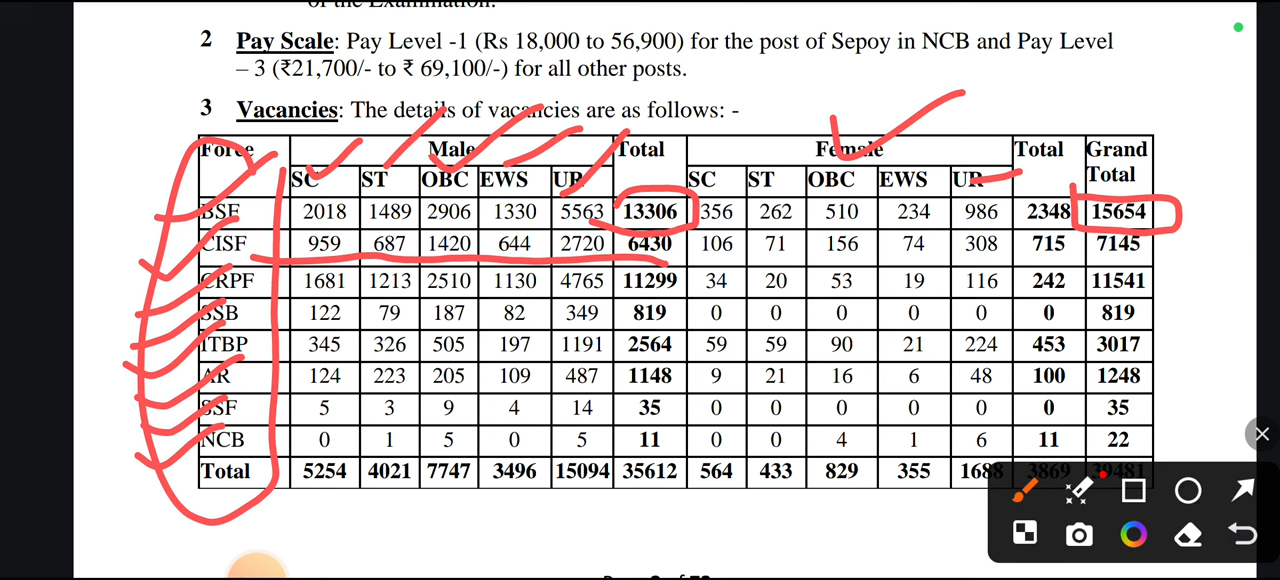 of the Examination.
2 Pay Scale: Pay Level -1 (Rs 18,000 to 56,900) for the post of Sepoy in NCB and Pay Level
– 3 (₹21,700/- to ₹ 69,100/-) for all other posts.
3 Vacancies: The details of vacancies are as follows: -
Force Male Total Female Total Grand Total
SC ST OBC EWS UR SC ST OBC EWS UR
BSF 2018 1489 2906 1330 5563 13306 356 262 510 234 986 2348 15654
CISF 959 687 1420 644 2720 6430 106 71 156 74 308 715 7145
CRPF 1681 1213 2510 1130 4765 11299 34 20 53 19 116 242 11541
SSB 122 79 187 82 349 819 0 0 0 0 0 0 819
ITBP 345 326 505 197 1191 2564 59 59 90 21 224 453 3017
AR 124 223 205 109 487 1148 9 21 16 6 48 100 1248
SSF 5 3 9 4 14 35 0 0 0 0 0 0 35
NCB 0 1 5 0 5 11 0 0 4 1 6 11 22
Total 5254 4021 7747 3496 15094 35612 564 433 829 355 1688 3869 39481